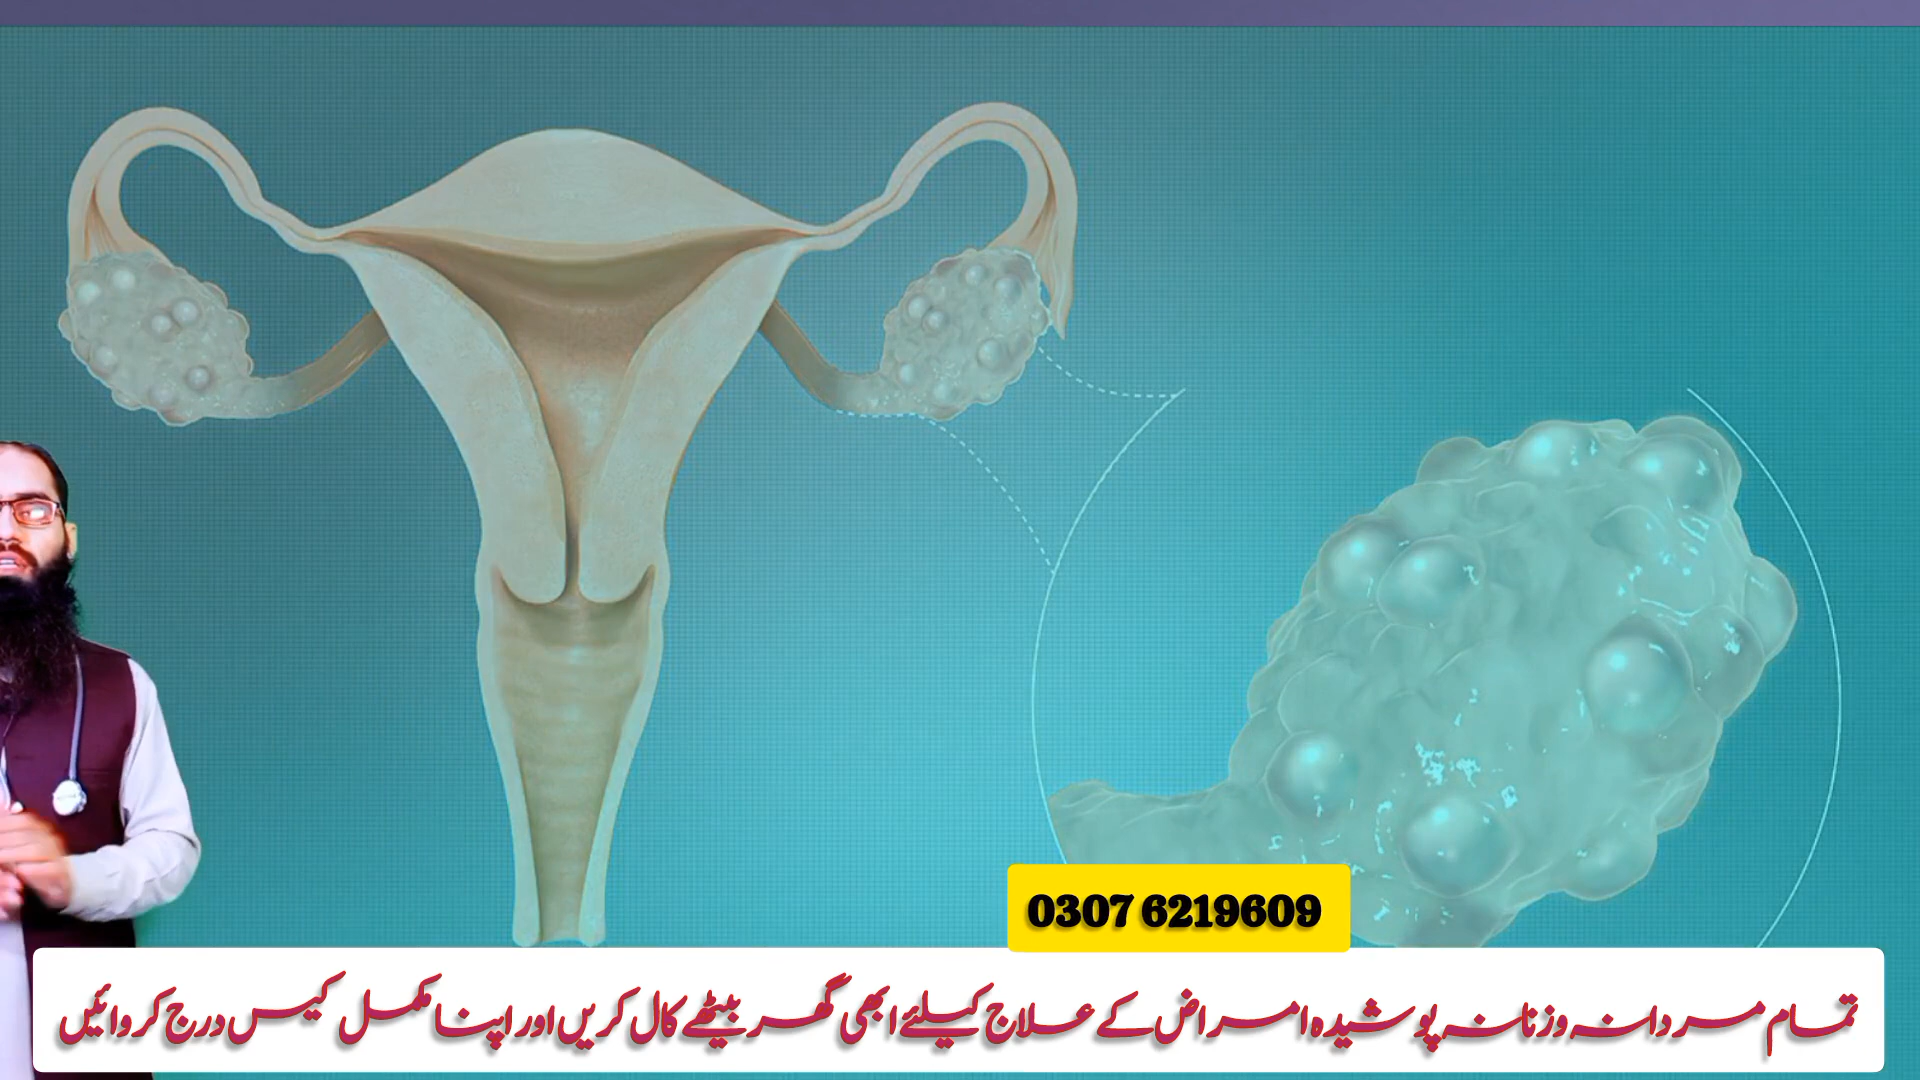 0307 6219609
تمام مردانہ وزنانہ پوشیدہ امراض کے علاج کیلئے ابھی گھر بیٹھے کال کریں اور اپنا مکمل کیس درج کروائیں